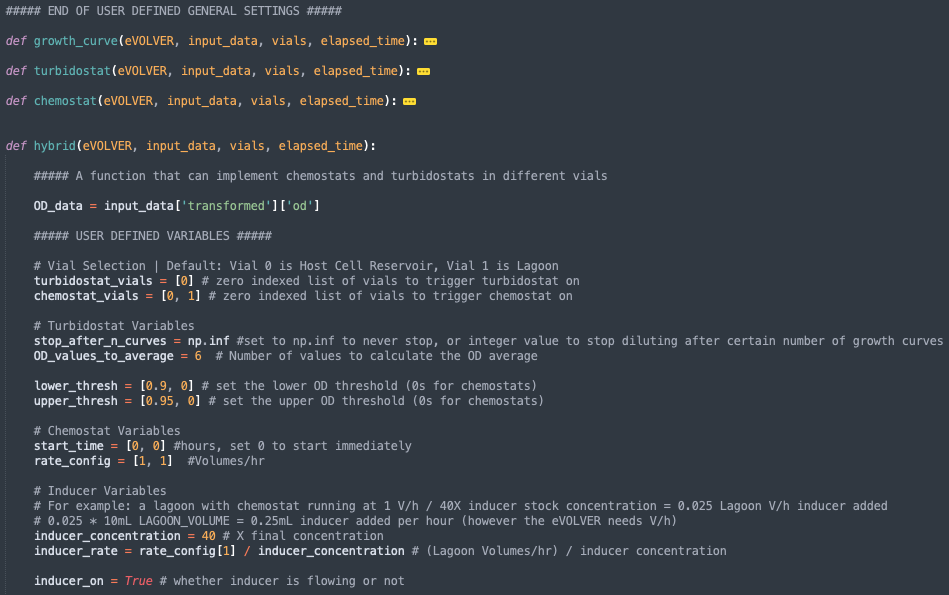 ##### END OF USER DEFINED GENERAL SETTINGS #####
def growth_curve(eVOLVER, input_data, vials, elapsed_time):
def turbidostat(eVOLVER, input_data, vials, elapsed_time):
def chemostat(eVOLVER, input_data, vials, elapsed_time):
def hybrid(eVOLVER, input_data, vials, elapsed_time):
##### A function that can implement chemostats and turbidostats in different vials
OD_data = input_data['transformed']['od']
##### USER DEFINED VARIABLES #####
# Vial Selection | Default: Vial 0 is Host Cell Reservoir, Vial 1 is Lagoon
turbidostat_vials = [0] # zero indexed list of vials to trigger turbidostat on
chemostat_vials = [0, 1] # zero indexed list of vials to trigger chemostat on
# Turbidostat Variables
stop_after_n_curves = np.inf #set to np.inf to never stop, or integer value to stop diluting after certain number of growth curves
OD_values_to_average = 6  # Number of values to calculate the OD average
lower_thresh = [0.9, 0] # set the lower OD threshold (0s for chemostats)
upper_thresh = [0.95, 0] # set the upper OD threshold (0s for chemostats)
# Chemostat Variables
start_time = [0, 0] #hours, set 0 to start immediately
rate_config = [1, 1]  #Volumes/hr
# Inducer Variables
# For example: a lagoon with chemostat running at 1 V/h / 40X inducer stock concentration = 0.025 Lagoon V/h inducer added
# 0.025 * 10mL LAGOON_VOLUME = 0.25mL inducer added per hour (however the eVOLVER needs V/h)
inducer_concentration = 40 # X final concentration
inducer_rate = rate_config[1] / inducer_concentration # (Lagoon Volumes/hr) / inducer concentration
inducer_on = True # whether inducer is flowing or not